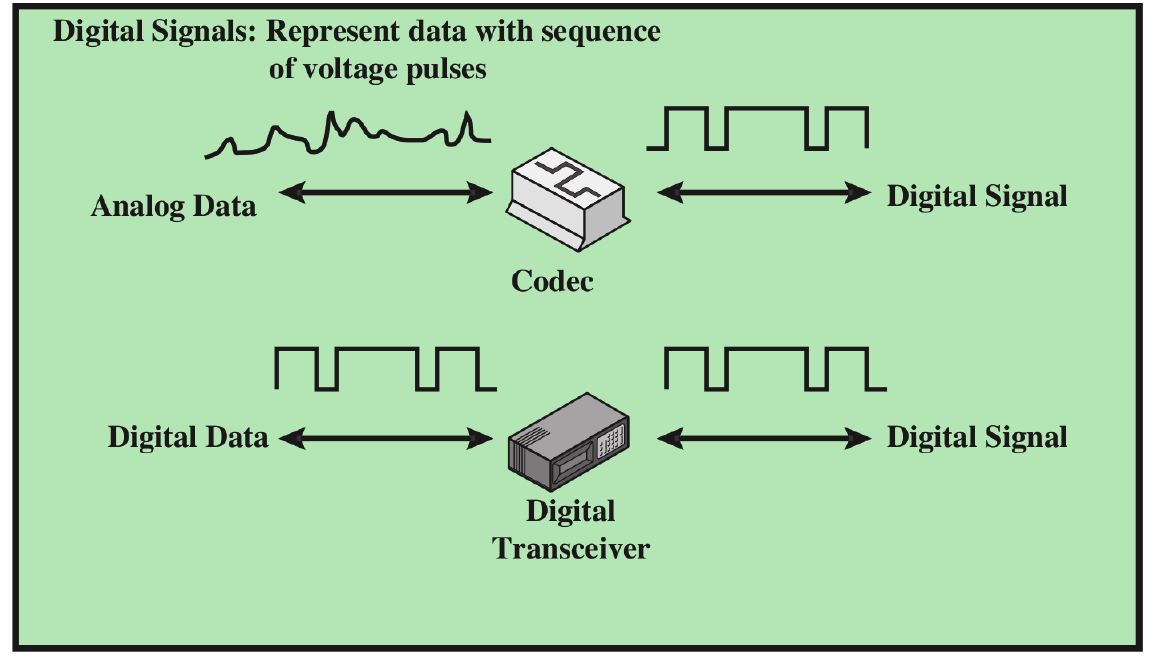 Digital Signals: Represent data with sequence
of voltage pulses
Analog Data
Digital Signal
Codec
Digital Data
Digital Signal
Digital
Transceiver